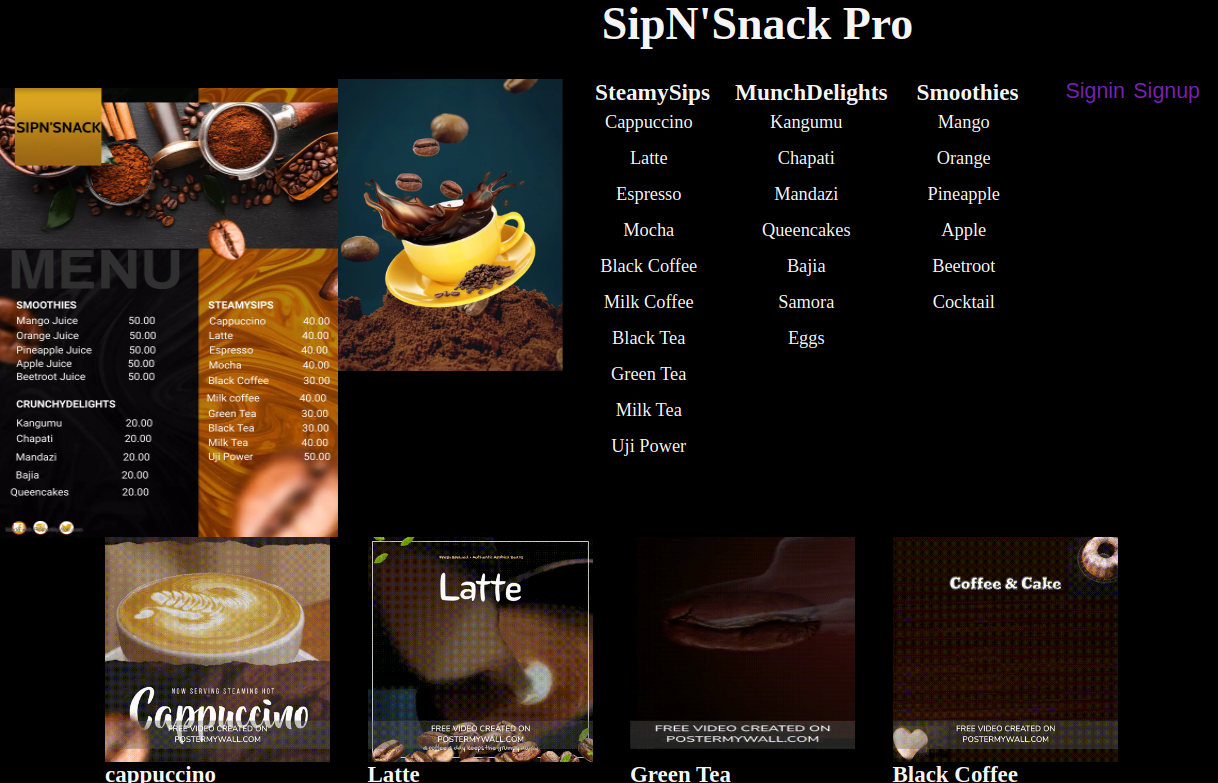 SipN'Snack Pro
SIPN'SNACK
MENU
SMOOTHIES
Mango Juice 50.00
Orange Juice 50.00
Pineapple Juice 50.00
Apple Juice 50.00
Beetroot Juice 50.00
CRUNCHYDELIGHTS
Kangumu 20.00
Chapati 20.00
Mandazi 20.00
Bajia 20.00
Queencakes 20.00
STEAMYSIPS
Cappuccino 40.00
Latte 40.00
Espresso 40.00
Mocha 40.00
Black Coffee 30.00
Milk coffee 40.00
Green Tea 30.00
Black Tea 30.00
Milk Tea 40.00
Uji Power 50.00
SteamySips
Cappuccino
Latte
Espresso
Mocha
Black Coffee
Milk Coffee
Black Tea
Green Tea
Milk Tea
Uji Power
MunchDelights
Kangumu
Chapati
Mandazi
Queencakes
Bajia
Samora
Eggs
Smoothies
Mango
Orange
Pineapple
Apple
Beetroot
Cocktail
Signin Signup
NOW SERVING STEAMING HOT
Cappuccino
FREE VIDEO CREATED ON
POSTERMYWALL.COM
cappuccino
Latte
FREE VIDEO CREATED ON
POSTERMYWALL.COM
A coffee a day keeps the grumpy away
Latte
FREE VIDEO CREATED ON
POSTERMYWALL.COM
Green Tea
Coffee & Cake
FREE VIDEO CREATED ON
POSTERMYWALL.COM
Black Coffee